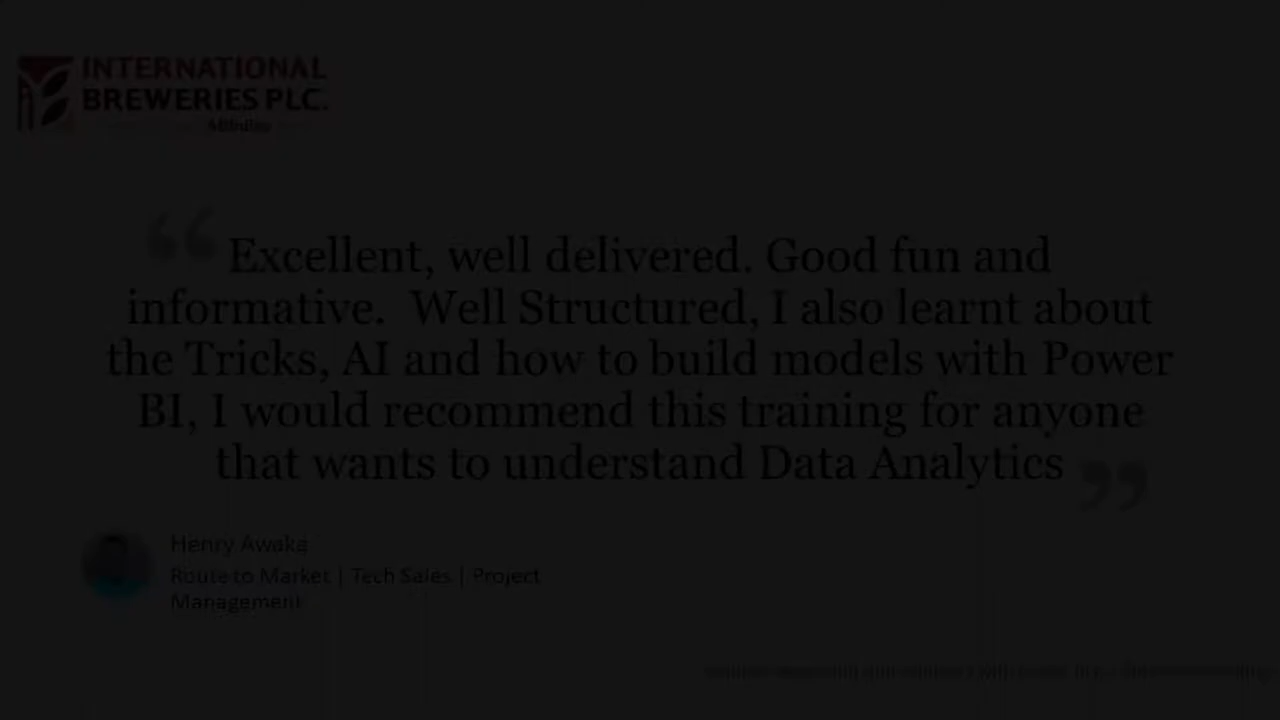 INTERNATIONAL
BREWERIES PLC.
“ Excellent, well delivered. Good fun and
informative. Well Structured, I also learnt about
the Tricks, AI and how to build models with Power
BI, I would recommend this training for anyone
that wants to understand Data Analytics ”
Henry Awaka
Route to Market | Tech Sales | Project
Management